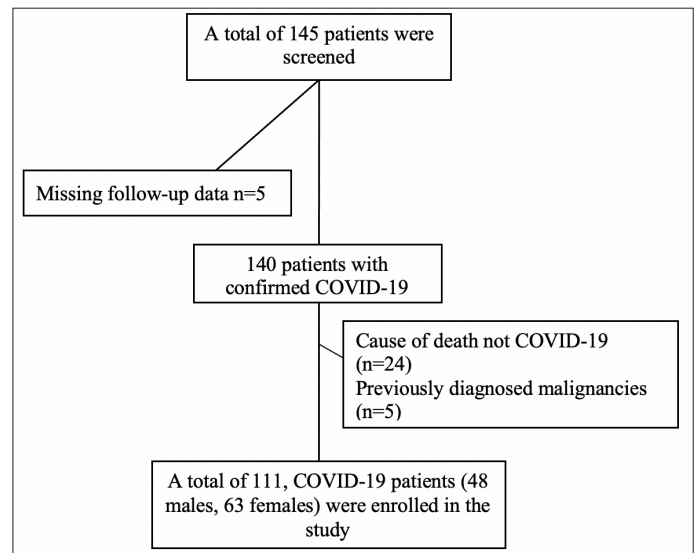 A total of 145 patients were
screened
Missing follow-up data n=5
140 patients with
confirmed COVID-19
Cause of death not COVID-19
(n=24)
Previously diagnosed malignancies
(n=5)
A total of 111, COVID-19 patients (48
males, 63 females) were enrolled in the
study